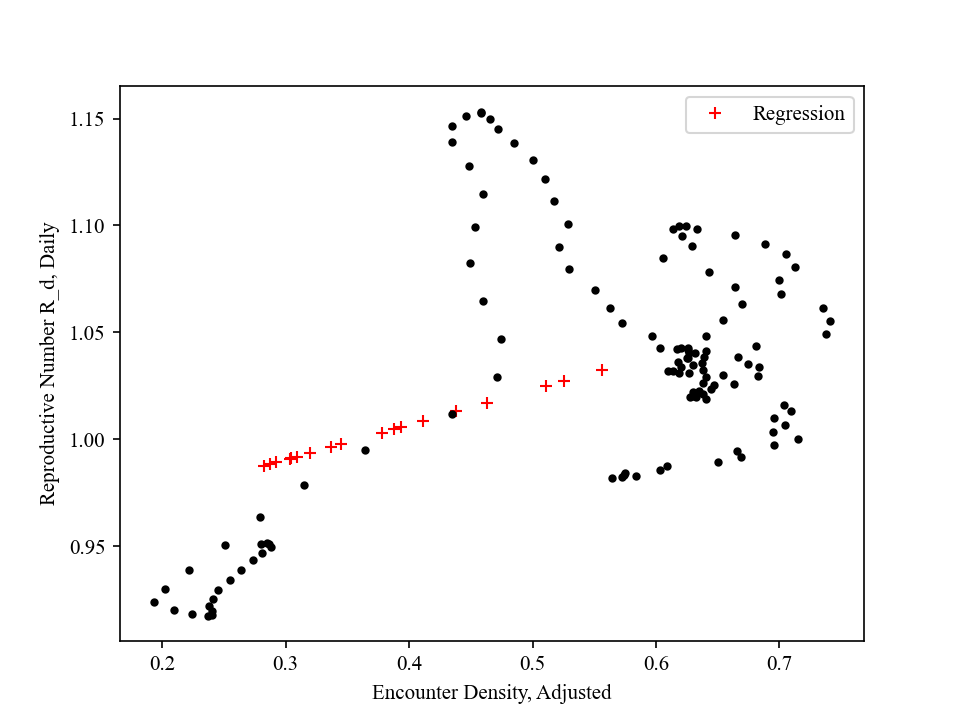 Regression
1.15
1.10
1.05
1.00
0.95
Reproductive Number R_d, Daily
0.2 0.3 0.4 0.5 0.6 0.7
Encounter Density, Adjusted